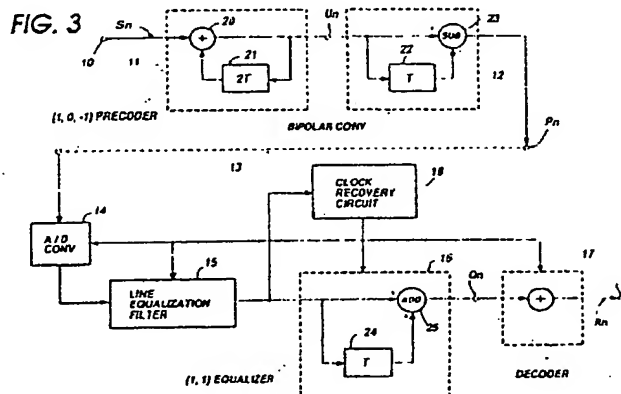 FIG. 3
Sn
20
Un
23
+
SUB
10
11
21
2T
22
T
12
(1, 0, -1) PRECODER
BIPOLAR CONV
Pn
13
CLOCK
RECOVERY
CIRCUIT
18
14
A/D
CONV
15
16
17
LINE
EQUALIZATION
FILTER
ADD
On
+
Rn
24
25
T
(1, 1) EQUALIZER
DECODER